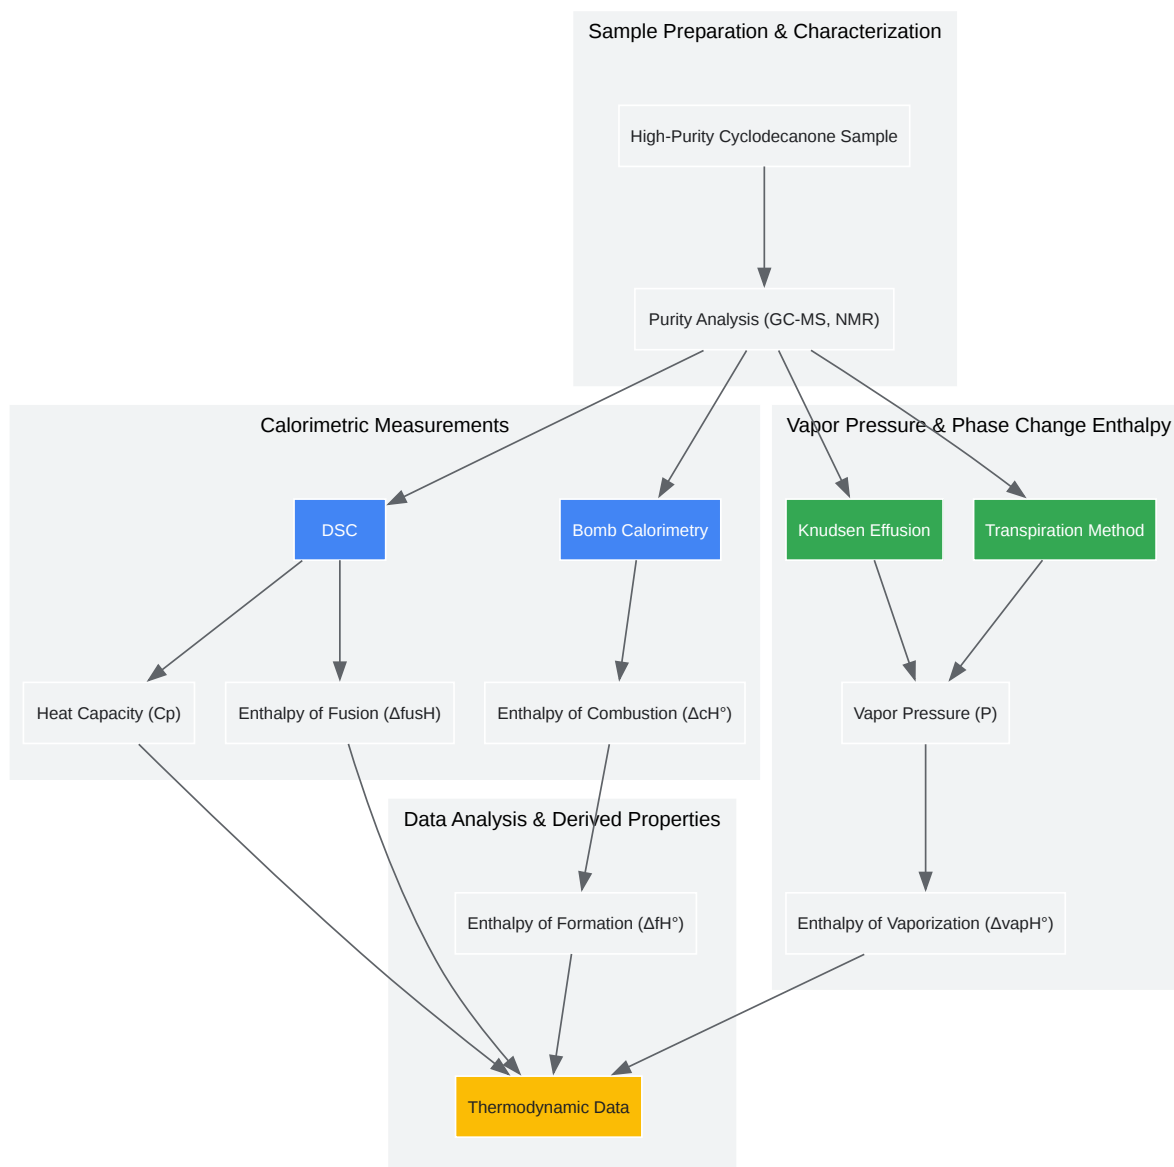 Sample Preparation & Characterization
High-Purity Cyclodecanone Sample
Purity Analysis (GC-MS, NMR)
Calorimetric Measurements
Vapor Pressure & Phase Change Enthalpy
DSC
Bomb Calorimetry
Knudsen Effusion
Transpiration Method
Heat Capacity (Cp)
Enthalpy of Fusion (ΔfusH)
Enthalpy of Combustion (ΔcH°)
Vapor Pressure (P)
Data Analysis & Derived Properties
Enthalpy of Formation (ΔfH°)
Enthalpy of Vaporization (ΔvapH°)
Thermodynamic Data